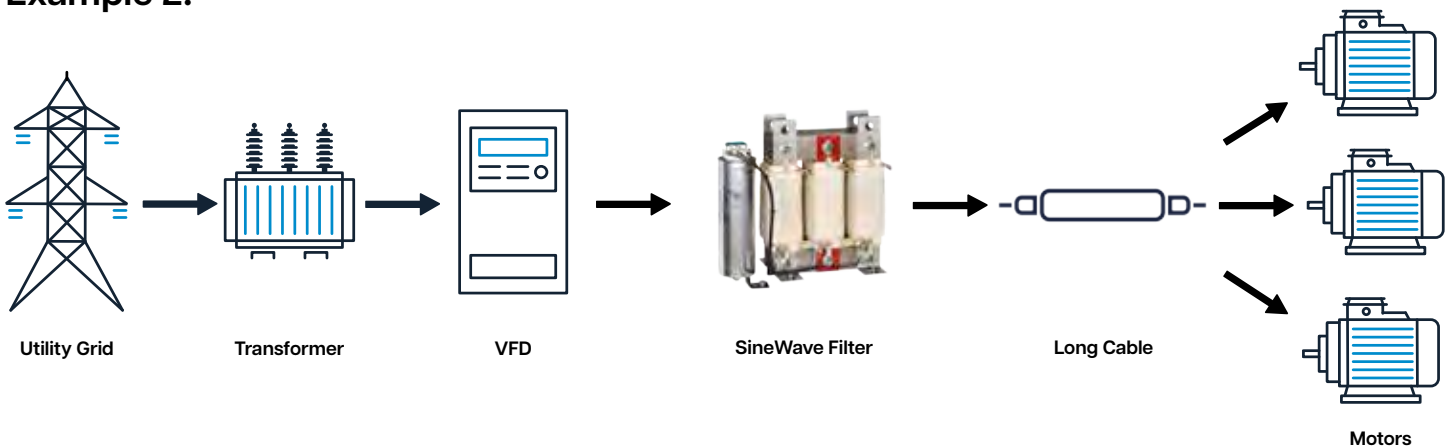 Example 2:
Utility Grid
Transformer
VFD
SineWave Filter
Long Cable
Motors